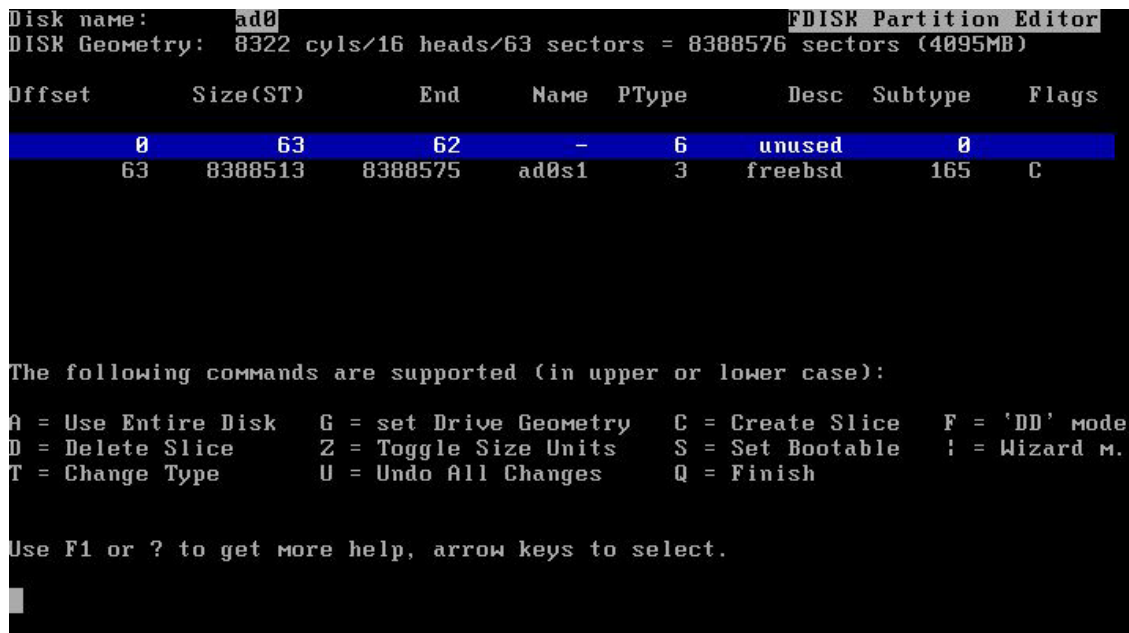 Disk name: ad0 FDISK Partition Editor
DISK Geometry: 8322 cyls/16 heads/63 sectors = 8388576 sectors (4095MB)
Offset Size(ST) End Name PType Desc Subtype Flags
0 63 62 - 6 unused 0
63 8388513 8388575 ad0s1 3 freebsd 165 C
The following commands are supported (in upper or lower case):
A = Use Entire Disk G = set Drive Geometry C = Create Slice F = 'DD' mode
D = Delete Slice Z = Toggle Size Units S = Set Bootable ¦ = Wizard m.
T = Change Type U = Undo All Changes Q = Finish
Use F1 or ? to get more help, arrow keys to select.